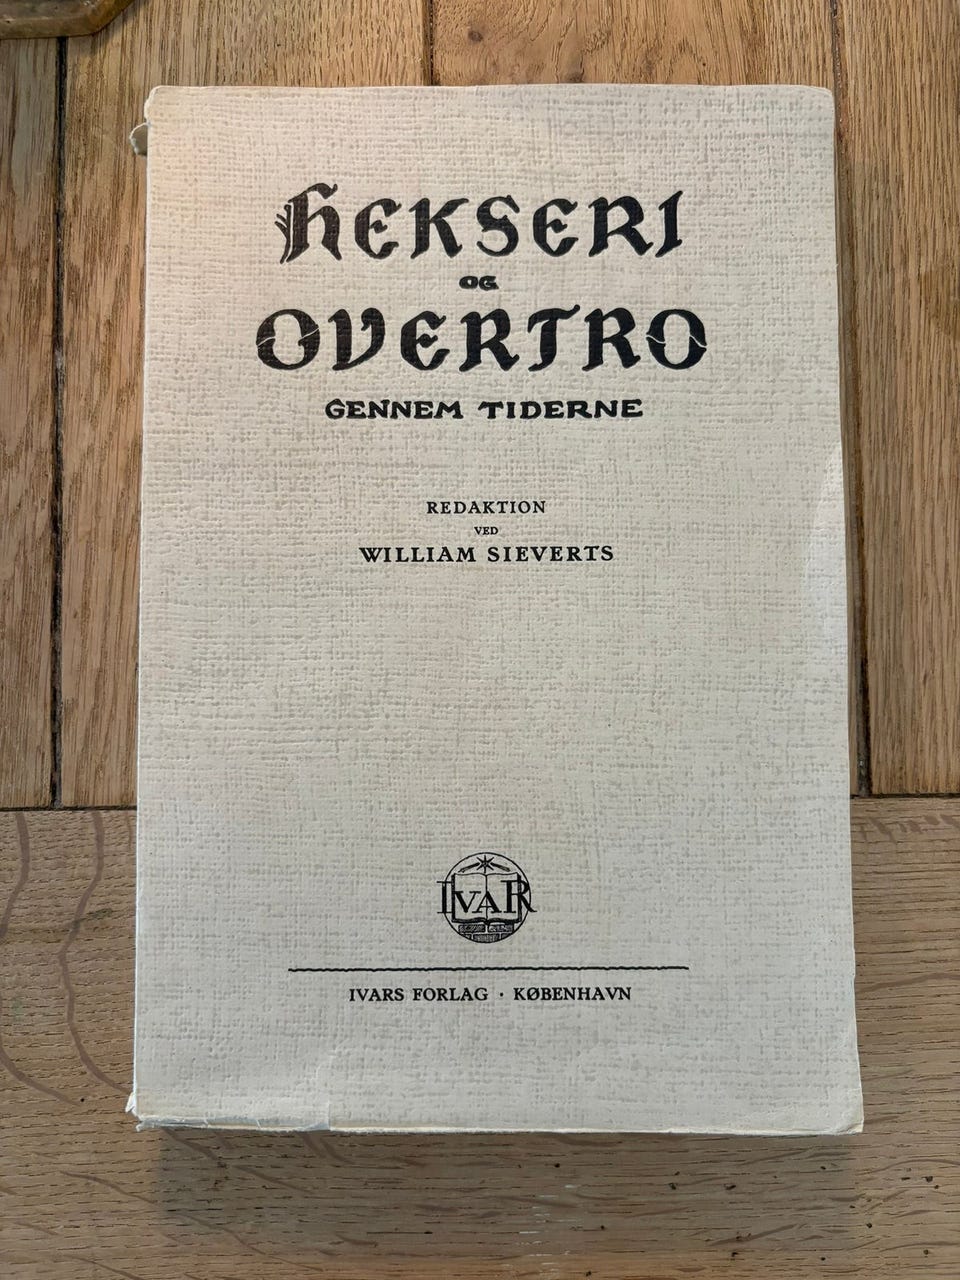 HEKSERI
OG
OVERTRO
GENNEM TIDERNE
REDAKTION
VED
WILLIAM SIEVERTS
IVAR
IVARS FORLAG · KØBENHAVN